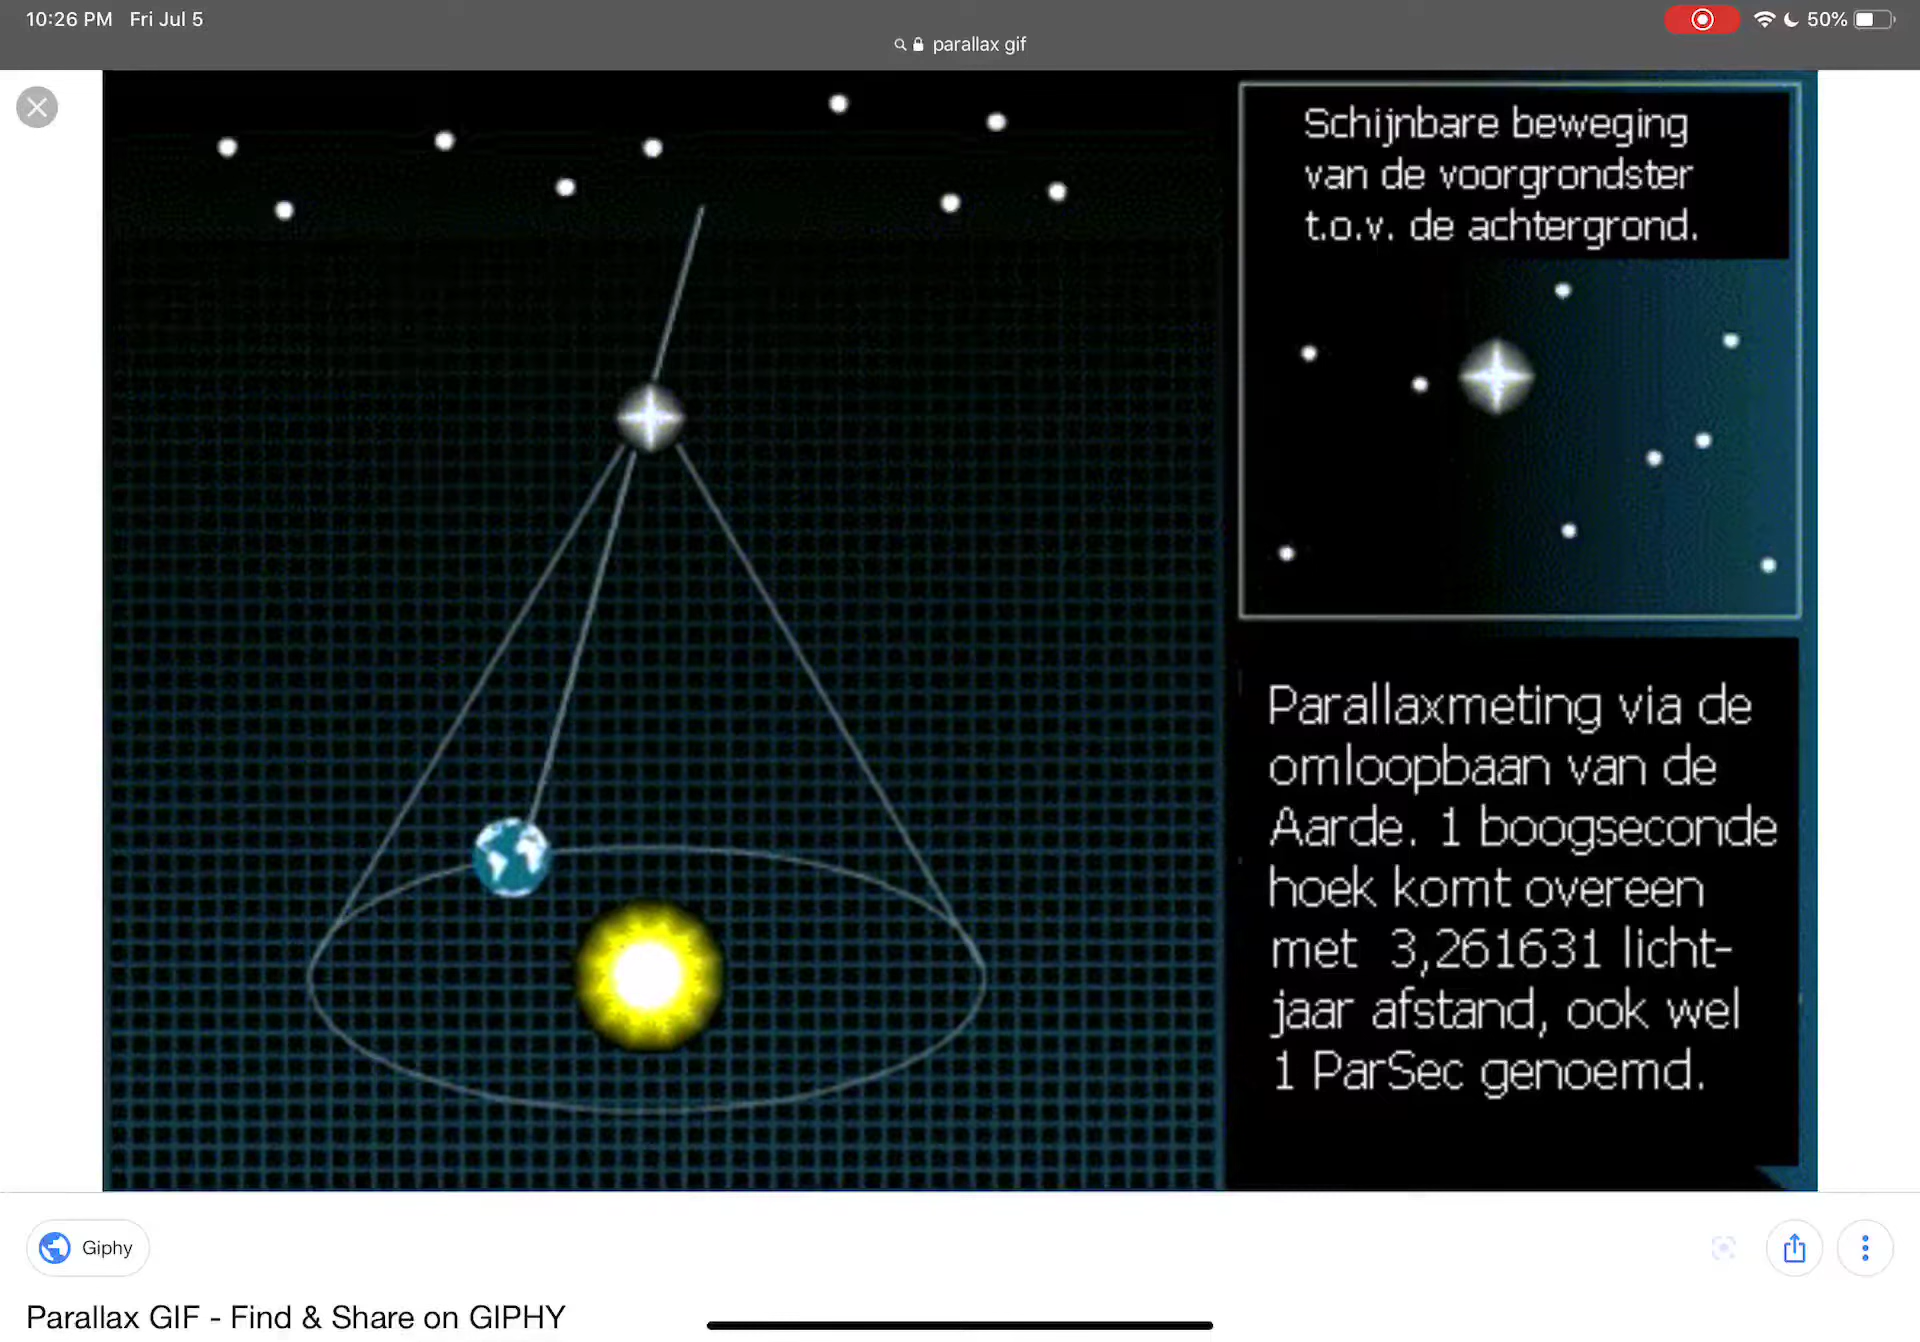 10:26 PM Fri Jul 5
50%
parallax gif
Schijnbare beweging
van de voorgrondster
t.o.v. de achtergrond.
Parallaxmeting via de
omloopbaan van de
Aarde. 1 boogseconde
hoek komt overeen
met 3,261631 licht-
jaar afstand, ook wel
1 ParSec genoemd.
Giphy
Parallax GIF - Find & Share on GIPHY